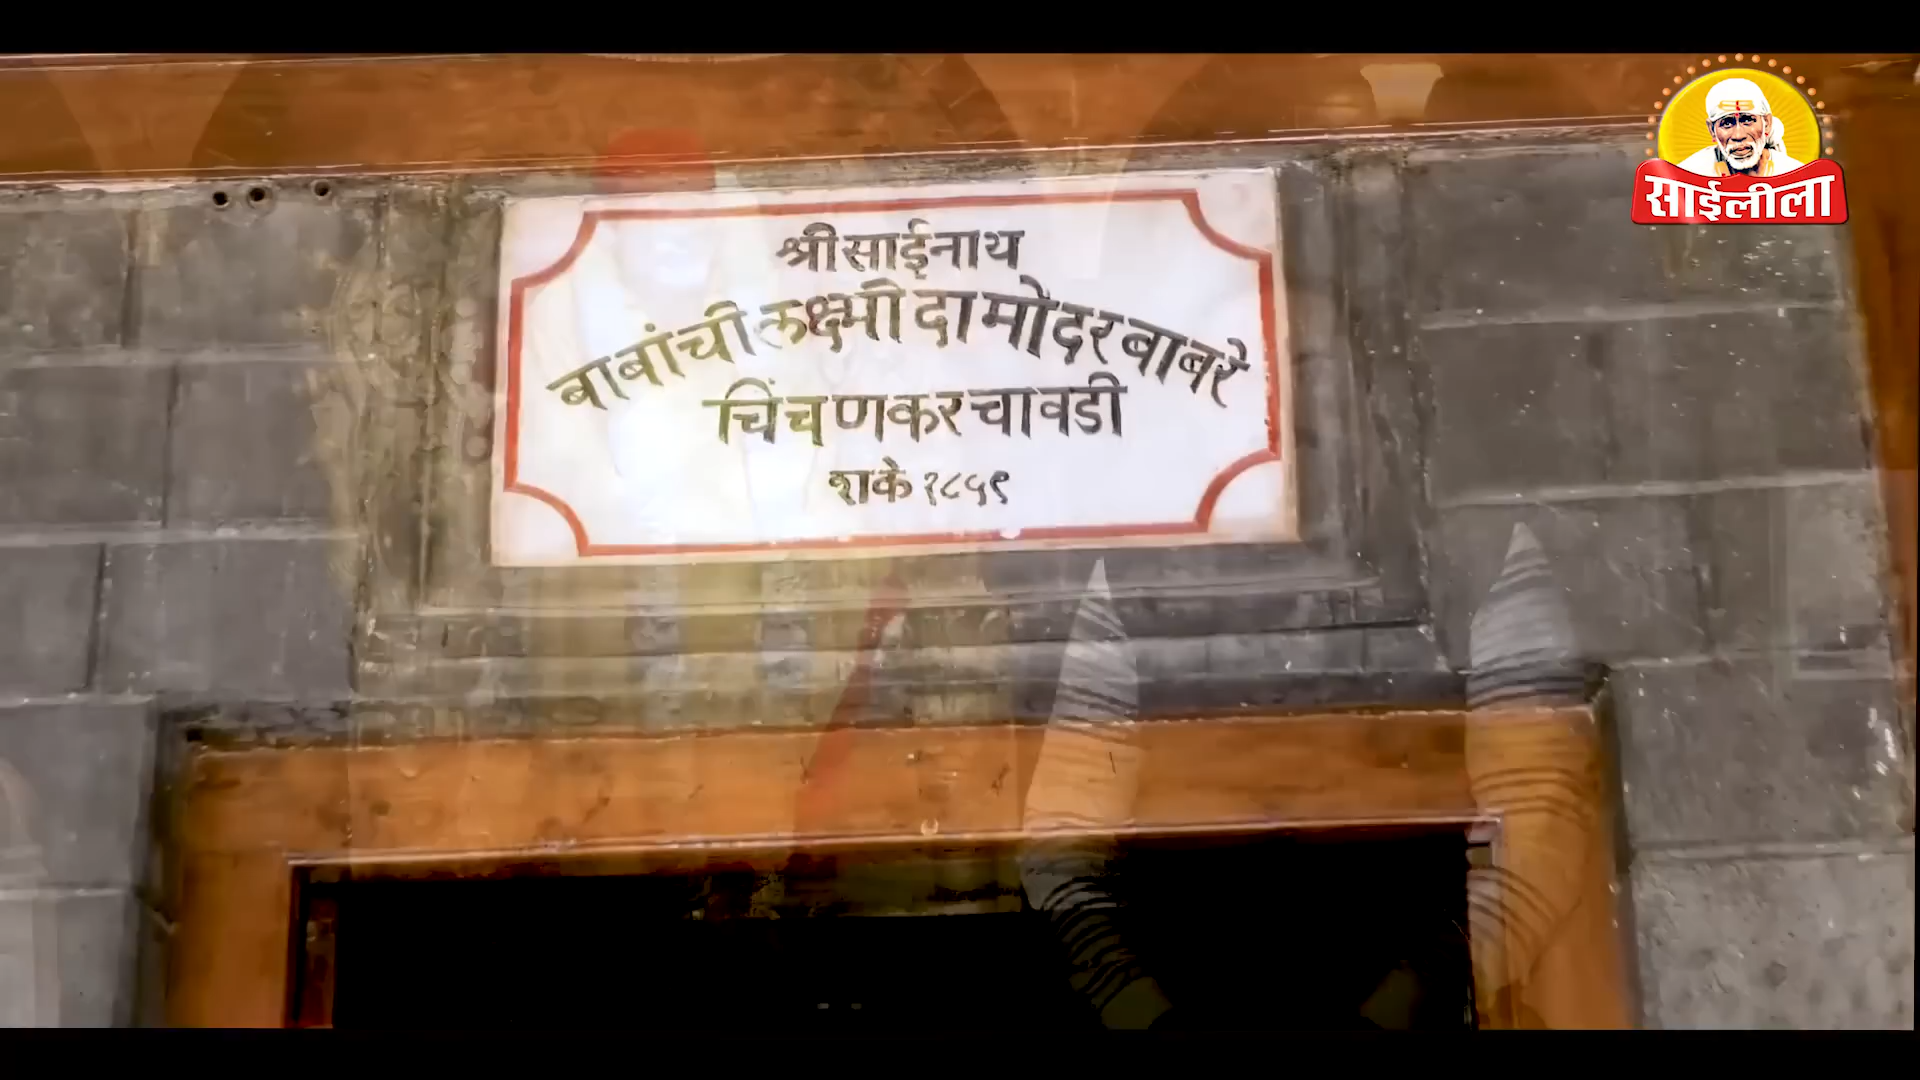 श्रीसाईनाथ
बाबांची लक्ष्मी दामोदर बाबरे
चिंचणकर चावडी
शके १८५९
साईलीला